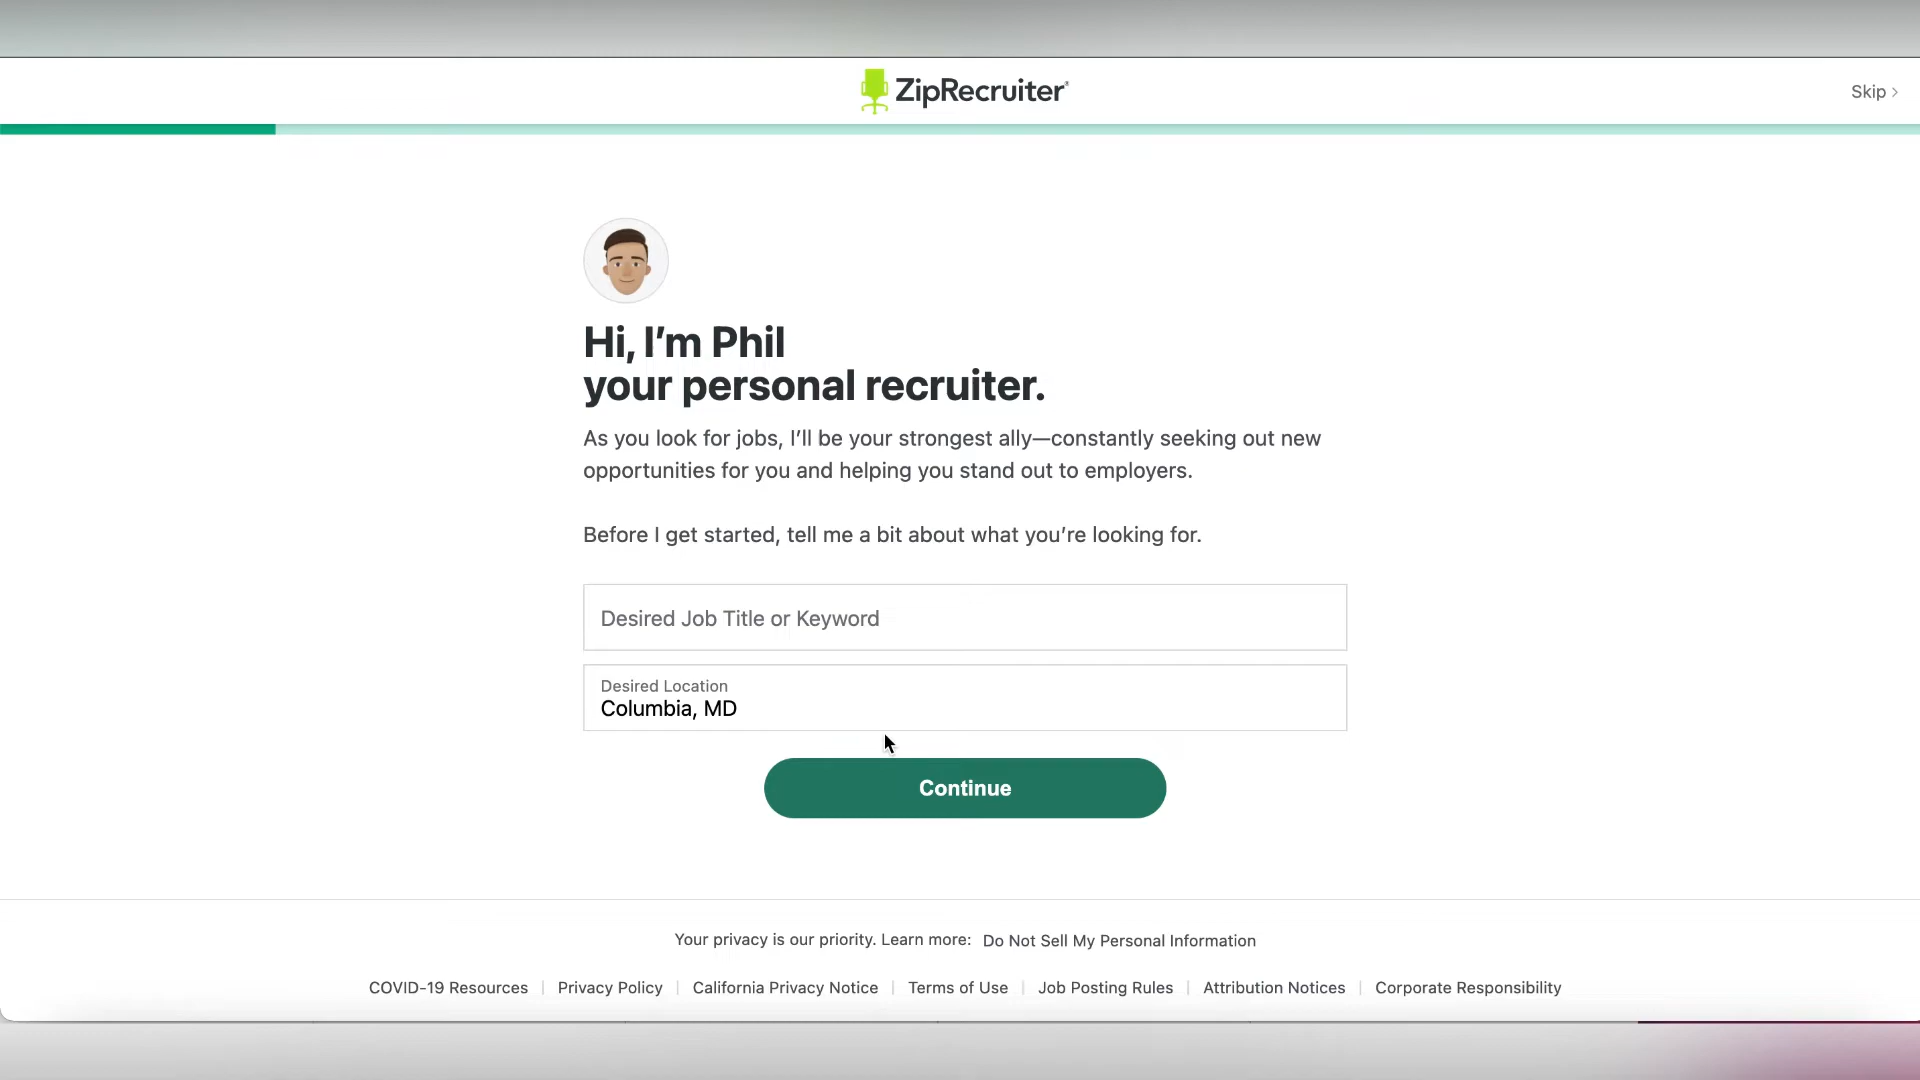 ZipRecruiter®
Skip >
Hi, I’m Phil
your personal recruiter.
As you look for jobs, I’ll be your strongest ally—constantly seeking out new
opportunities for you and helping you stand out to employers.
Before I get started, tell me a bit about what you’re looking for.
Desired Job Title or Keyword
Desired Location
Columbia, MD
Continue
Your privacy is our priority. Learn more: Do Not Sell My Personal Information
COVID-19 Resources | Privacy Policy | California Privacy Notice | Terms of Use | Job Posting Rules | Attribution Notices | Corporate Responsibility